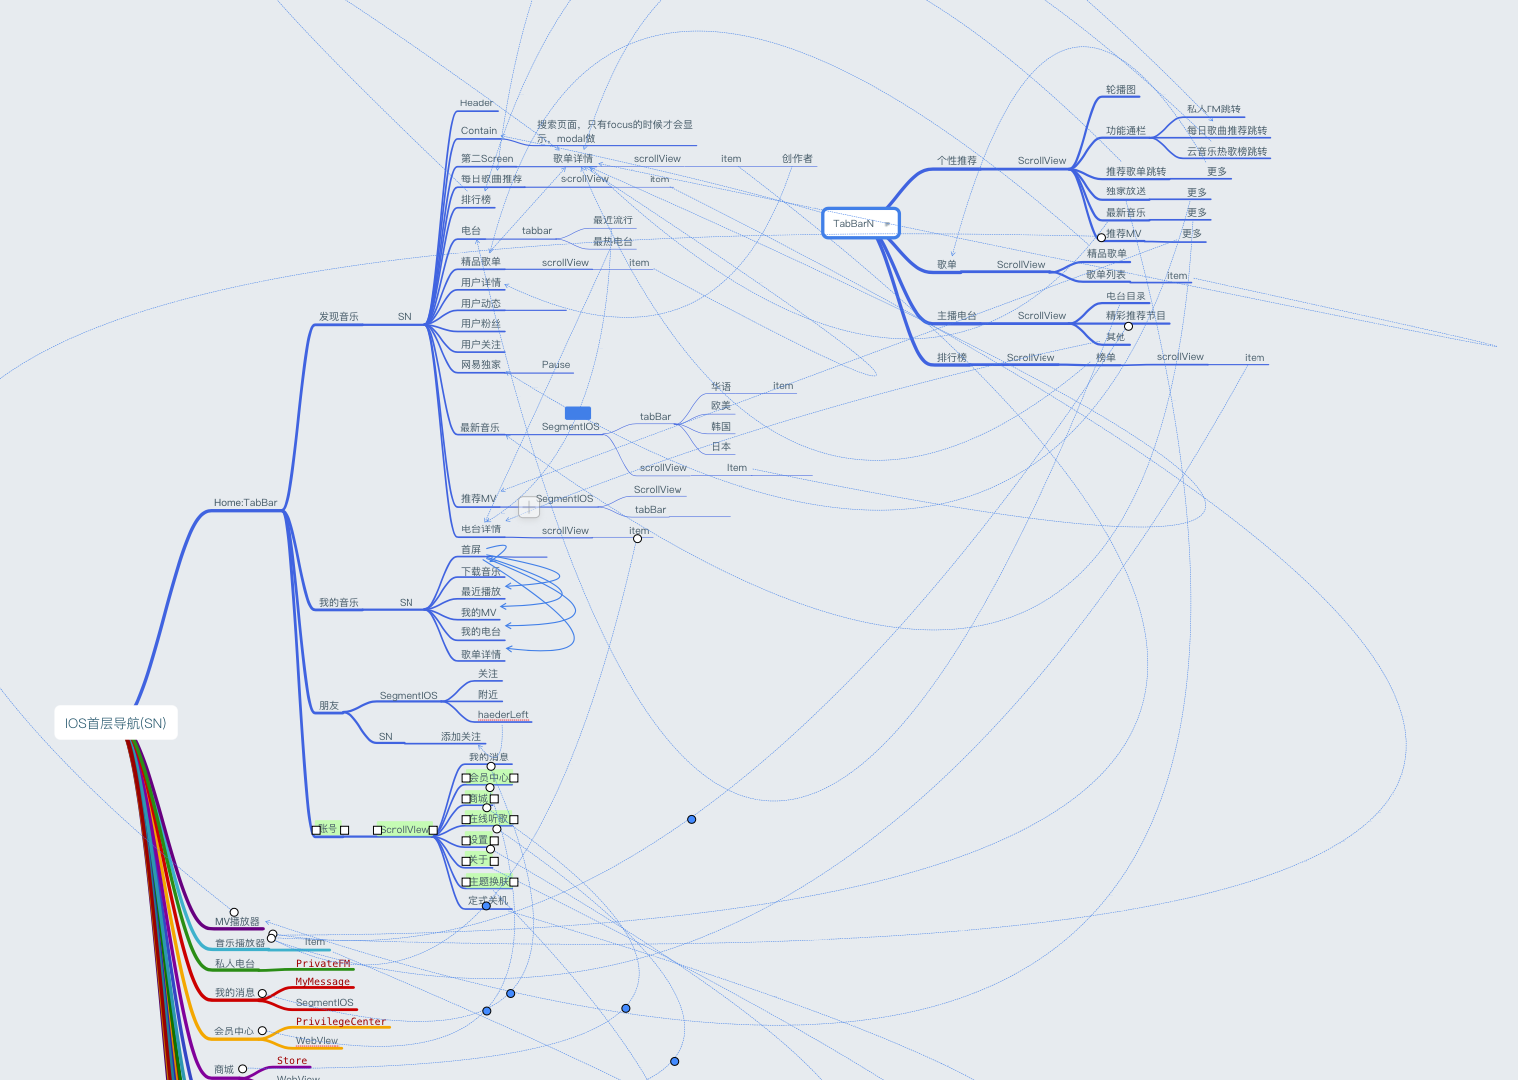 IOS首层导航(SN)
Home:TabBar
发现音乐
SN
Header
Contain
搜索页面，只有focus的时候才会显
示，modal做
第二Screen
歌单详情
scrollView
item
创作者
每日歌曲推荐
scrollView
item
排行榜
电台
tabbar
最近流行
最热电台
精品歌单
scrollView
item
用户详情
用户动态
用户粉丝
用户关注
网易独家
Pause
最新音乐
SegmentIOS
tabBar
华语
item
欧美
韩国
日本
scrollView
Item
推荐MV
SegmentIOS
ScrollView
tabBar
电台详情
scrollView
item
我的音乐
SN
首屏
下载音乐
最近播放
我的MV
我的电台
歌单详情
朋友
SegmentIOS
关注
附近
haederLeft
SN
添加关注
账号
ScrollView
我的消息
会员中心
商城
在线听歌
设置
关于
主题换肤
定式关机
MV播放器
音乐播放器
Item
私人电台
PrivateFM
我的消息
MyMessage
SegmentIOS
会员中心
PrivilegeCenter
WebView
商城
Store
WebView
TabBarN
个性推荐
ScrollView
轮播图
功能通栏
私人FM跳转
每日歌曲推荐跳转
云音乐热歌榜跳转
推荐歌单跳转
更多
独家放送
更多
最新音乐
更多
推荐MV
更多
歌单
ScrollView
精品歌单
歌单列表
item
主播电台
ScrollView
电台目录
精彩推荐节目
其他
排行榜
ScrollView
榜单
scrollView
item